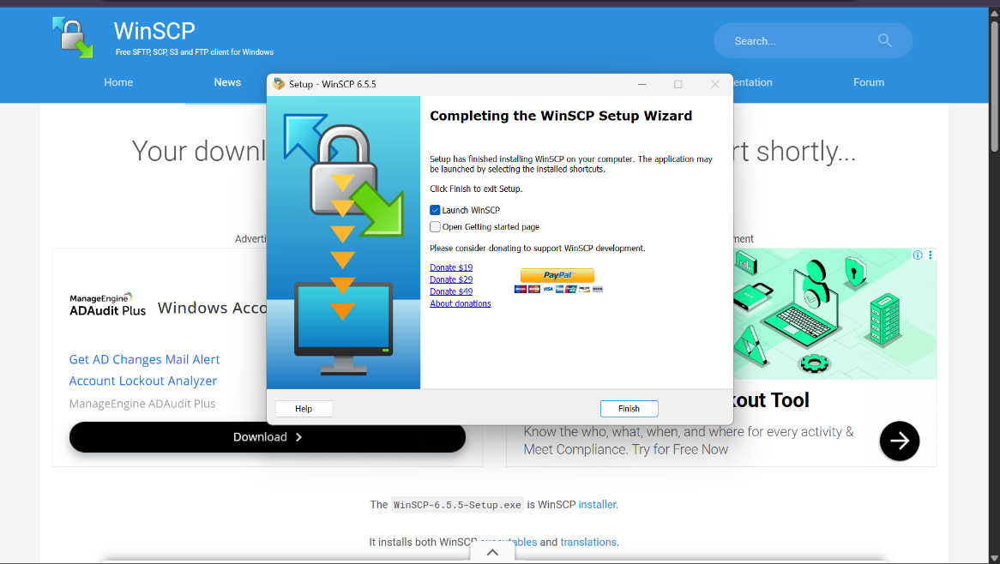 WinSCP
Free SFTP, SCP, S3 and FTP client for Windows
Search...
Home
News
entation
Forum
Your downl
rt shortly...
Setup - WinSCP 6.5.5
Completing the WinSCP Setup Wizard
Setup has finished installing WinSCP on your computer. The application may
be launched by selecting the installed shortcuts.
Click Finish to exit Setup.
Launch WinSCP
Open Getting started page
Please consider donating to support WinSCP development.
Donate $19
Donate $29
Donate $49
About donations
PayPal
VISA
Help
Finish
Adverti
ment
ManageEngine
ADAudit Plus
Windows Acco
Get AD Changes Mail Alert
Account Lockout Analyzer
ManageEngine ADAudit Plus
Download
kout Tool
Know the who, what, when, and where for every activity &
Meet Compliance. Try for Free Now
The WinSCP-6.5.5-Setup.exe is WinSCP installer.
It installs both WinSCP executables and translations.